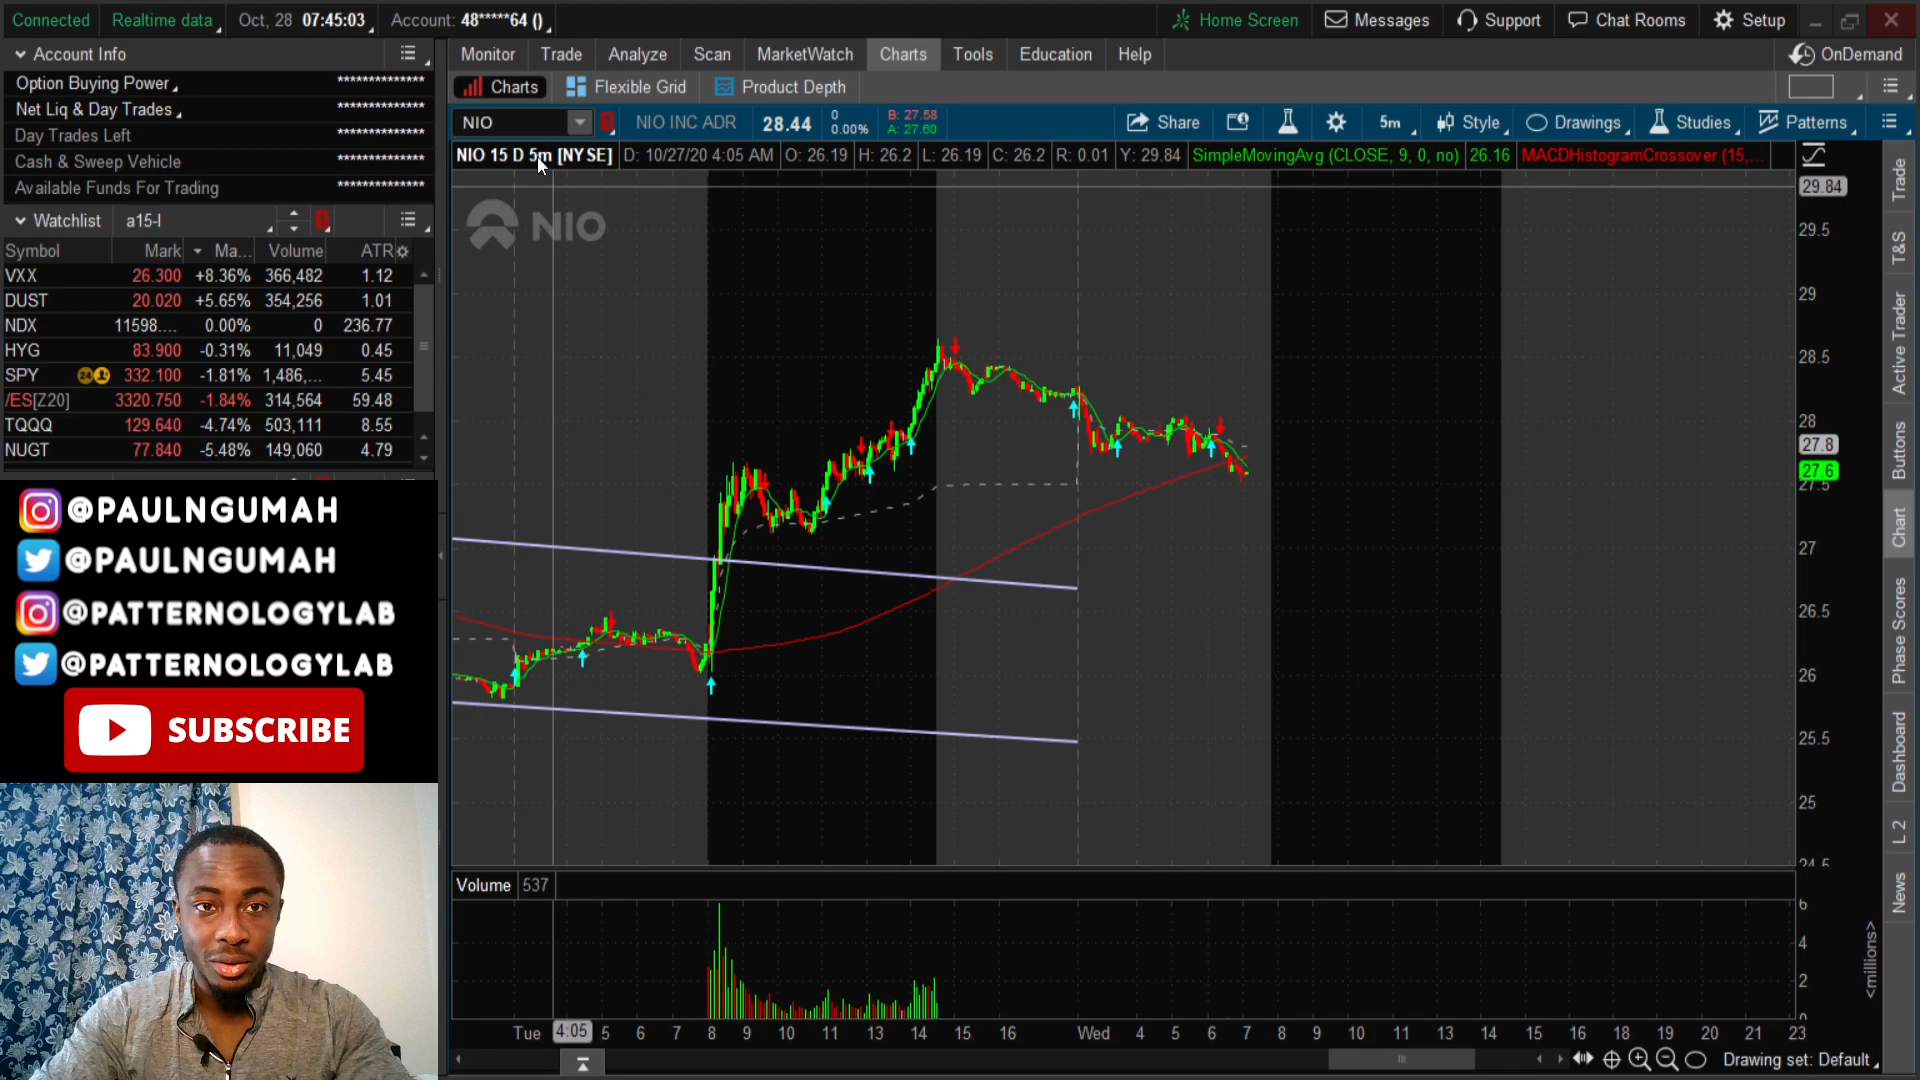 Connected Realtime data Oct, 28 07:45:03 Account: 48*****64 () Home Screen Messages Support Chat Rooms Setup
Account Info
Monitor Trade Analyze Scan MarketWatch Charts Tools Education Help OnDemand
Option Buying Power **************
Charts Flexible Grid Product Depth
Net Liq & Day Trades **************
Day Trades Left **************
Cash & Sweep Vehicle **************
Available Funds For Trading **************
NIO NIO INC ADR 28.44 0 0.00% B: 27.58 A: 27.60 Share 5m Style Drawings Studies Patterns
NIO 15 D 5m [NYSE] D: 10/27/20 4:05 AM O: 26.19 H: 26.2 L: 26.19 C: 26.2 R: 0.01 Y: 29.84 SimpleMovingAvg (CLOSE, 9, 0, no) 26.16 MACDHistogramCrossover (15,...
Watchlist a15-l
Symbol Mark Ma... Volume ATR
VXX 26.300 +8.36% 366,482 1.12
DUST 20.020 +5.65% 354,256 1.01
NDX 11598.... 0.00% 0 236.77
HYG 83.900 -0.31% 11,049 0.45
SPY 332.100 -1.81% 1,486,... 5.45
/ES[Z20] 3320.750 -1.84% 314,564 59.48
TQQQ 129.640 -4.74% 503,111 8.55
NUGT 77.840 -5.48% 149,060 4.79
@PAULNGUMAH
@PAULNGUMAH
@PATTERNOLOGYLAB
@PATTERNOLOGYLAB
SUBSCRIBE
NIO
29.84
29.5
29
28.5
28
27.8
27.6
27.5
27
26.5
26
25.5
25
24.5
Trade
T&S
Active Trader
Buttons
Chart
Phase Scores
Dashboard
L 2
News
Volume 537
6
4
2
<millions>
Tue 4:05 5 6 7 8 9 10 11 13 14 15 16 Wed 4 5 6 7 8 9 10 11 13 14 15 16 18 19 20 21 23
Drawing set: Default